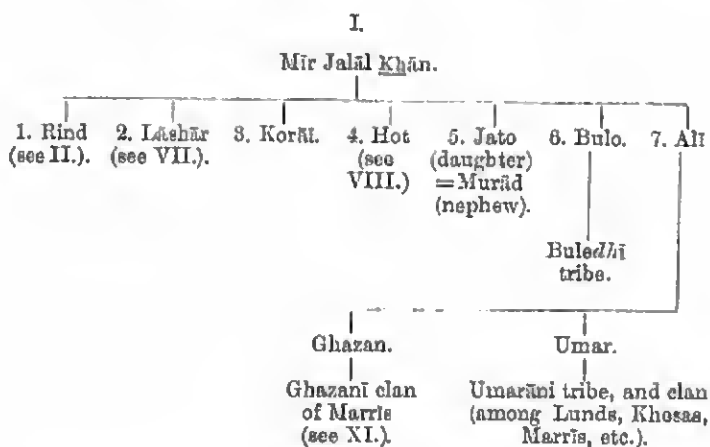 I.
Mīr Jalāl Khān.
1. Rind
(see II.).
2. Lāshār
(see VII.).
3. Korāī.
4. Hot
(see
VIII.)
5. Jato
(daughter)
=Murād
(nephew).
6. Bulo.
7. Alī
Buledhī
tribe.
Ghazan.
Umar.
Ghazanī clan
of Marrīs
(see XI.).
Umarāni tribe, and clan
(among Lunds, Khosas,
Marrīs, etc.).